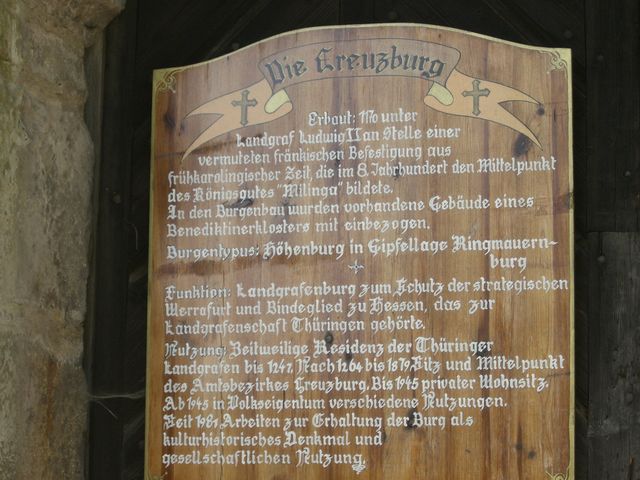 Die Creuzburg
Erbaut: 1170 unter
Landgraf Ludwig II an Stelle einer
vermuteten fränkischen Befestigung aus
frühkarolingischer Zeit, die im 8. Jahrhundert den Mittelpunkt
des Königsgutes "Milinga" bildete.
In den Burgenbau wurden vorhandene Gebäude eines
Benediktinerklosters mit einbezogen.
Burgentypus: Höhenburg in Gipfellage Ringmauern-
burg
Funktion: Landgrafenburg zum Schutz der strategischen
Werrafurt und Bindeglied zu Hessen, das zur
Landgrafenschaft Thüringen gehörte.
Nutzung: Zeitweilige Residenz der Thüringer
Landgrafen bis 1247. Nach 1264 bis 1879 Sitz und Mittelpunkt
des Amtsbezirkes Creuzburg. Bis 1945 privater Wohnsitz.
Ab 1945 in Volkseigentum verschiedene Nutzungen.
Seit 1981 Arbeiten zur Erhaltung der Burg als
kulturhistorisches Denkmal und
gesellschaftlichen Nutzung.